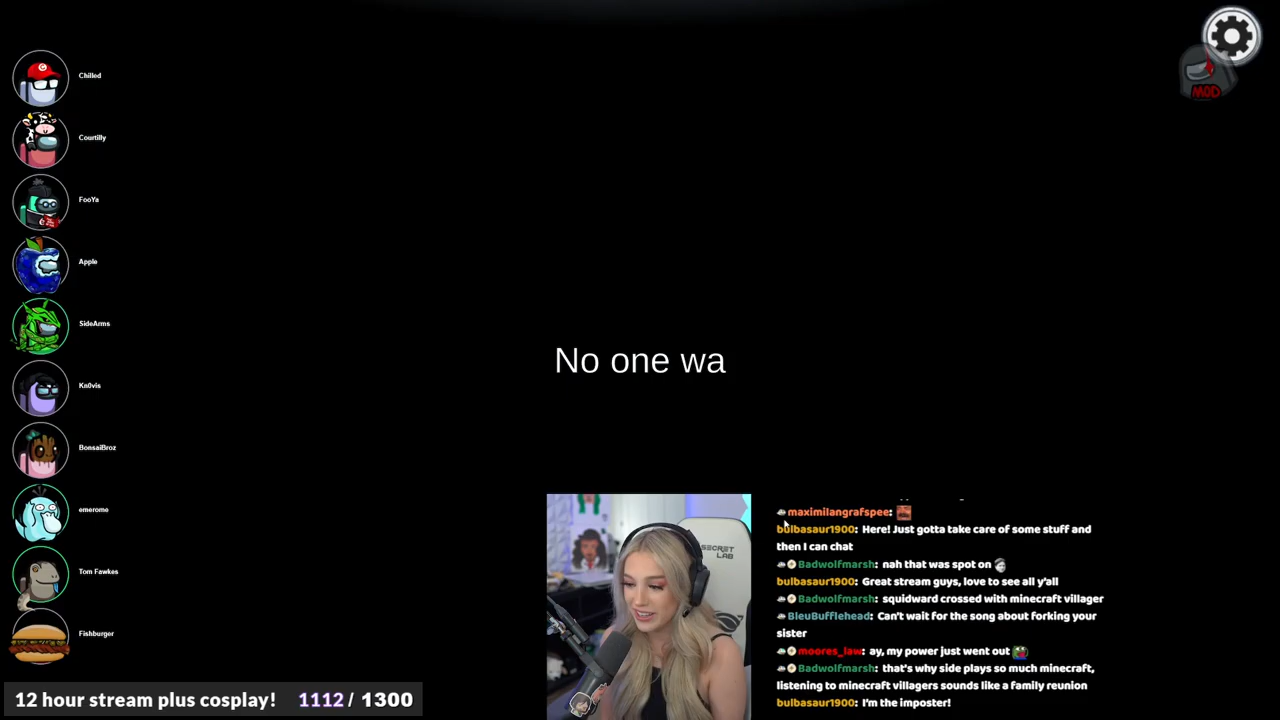 MOD
Chilled
Courtilly
FooYa
Apple
SideArms
Kn0vis
BonsaiBroz
emerome
Tom Fawkes
Fishburger
No one wa
SECRET
LAB
maximilangrafspee:
bulbasaur1900: Here! Just gotta take care of some stuff and
then I can chat
Badwolfmarsh: nah that was spot on
bulbasaur1900: Great stream guys, love to see all y'all
Badwolfmarsh: squidward crossed with minecraft villager
BleuBufflehead: Can't wait for the song about forking your
sister
moores_law: ay, my power just went out
Badwolfmarsh: that's why side plays so much minecraft,
listening to minecraft villagers sounds like a family reunion
bulbasaur1900: I'm the imposter!
12 hour stream plus cosplay! 1112 / 1300